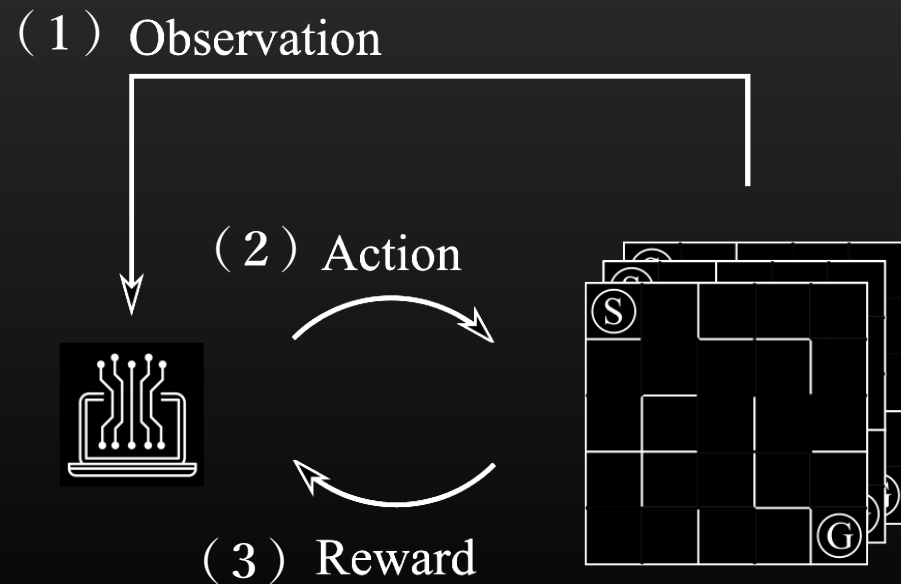 （1）Observation
（2）Action
S
G
（3）Reward